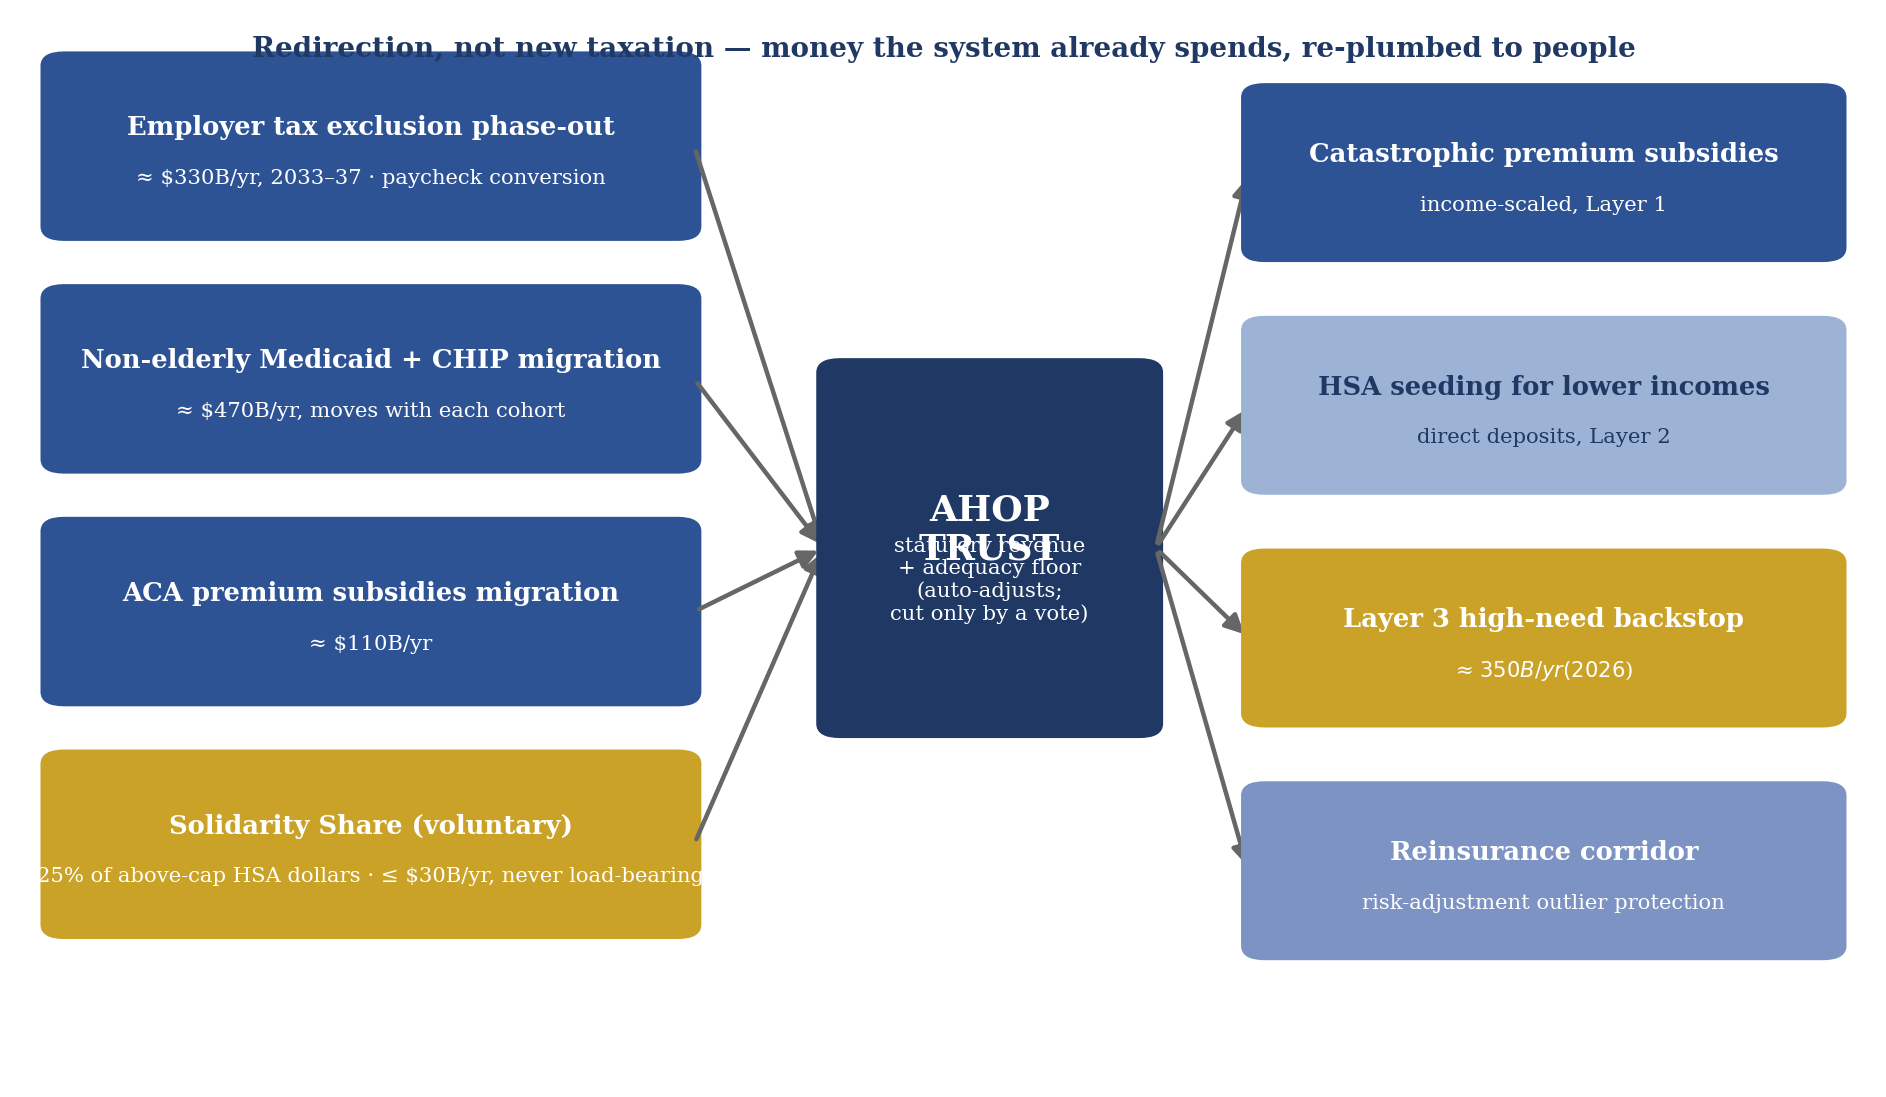 Redirection, not new taxation — money the system already spends, re-plumbed to people
Employer tax exclusion phase-out
≈ $330B/yr, 2033–37 · paycheck conversion
Non-elderly Medicaid + CHIP migration
≈ $470B/yr, moves with each cohort
ACA premium subsidies migration
≈ $110B/yr
Solidarity Share (voluntary)
25% of above-cap HSA dollars · ≤ $30B/yr, never load-bearing
AHOP
TRUST
statutory revenue
+ adequacy floor
(auto-adjusts;
cut only by a vote)
Catastrophic premium subsidies
income-scaled, Layer 1
HSA seeding for lower incomes
direct deposits, Layer 2
Layer 3 high-need backstop
≈ 350B/yr(2026)
Reinsurance corridor
risk-adjustment outlier protection